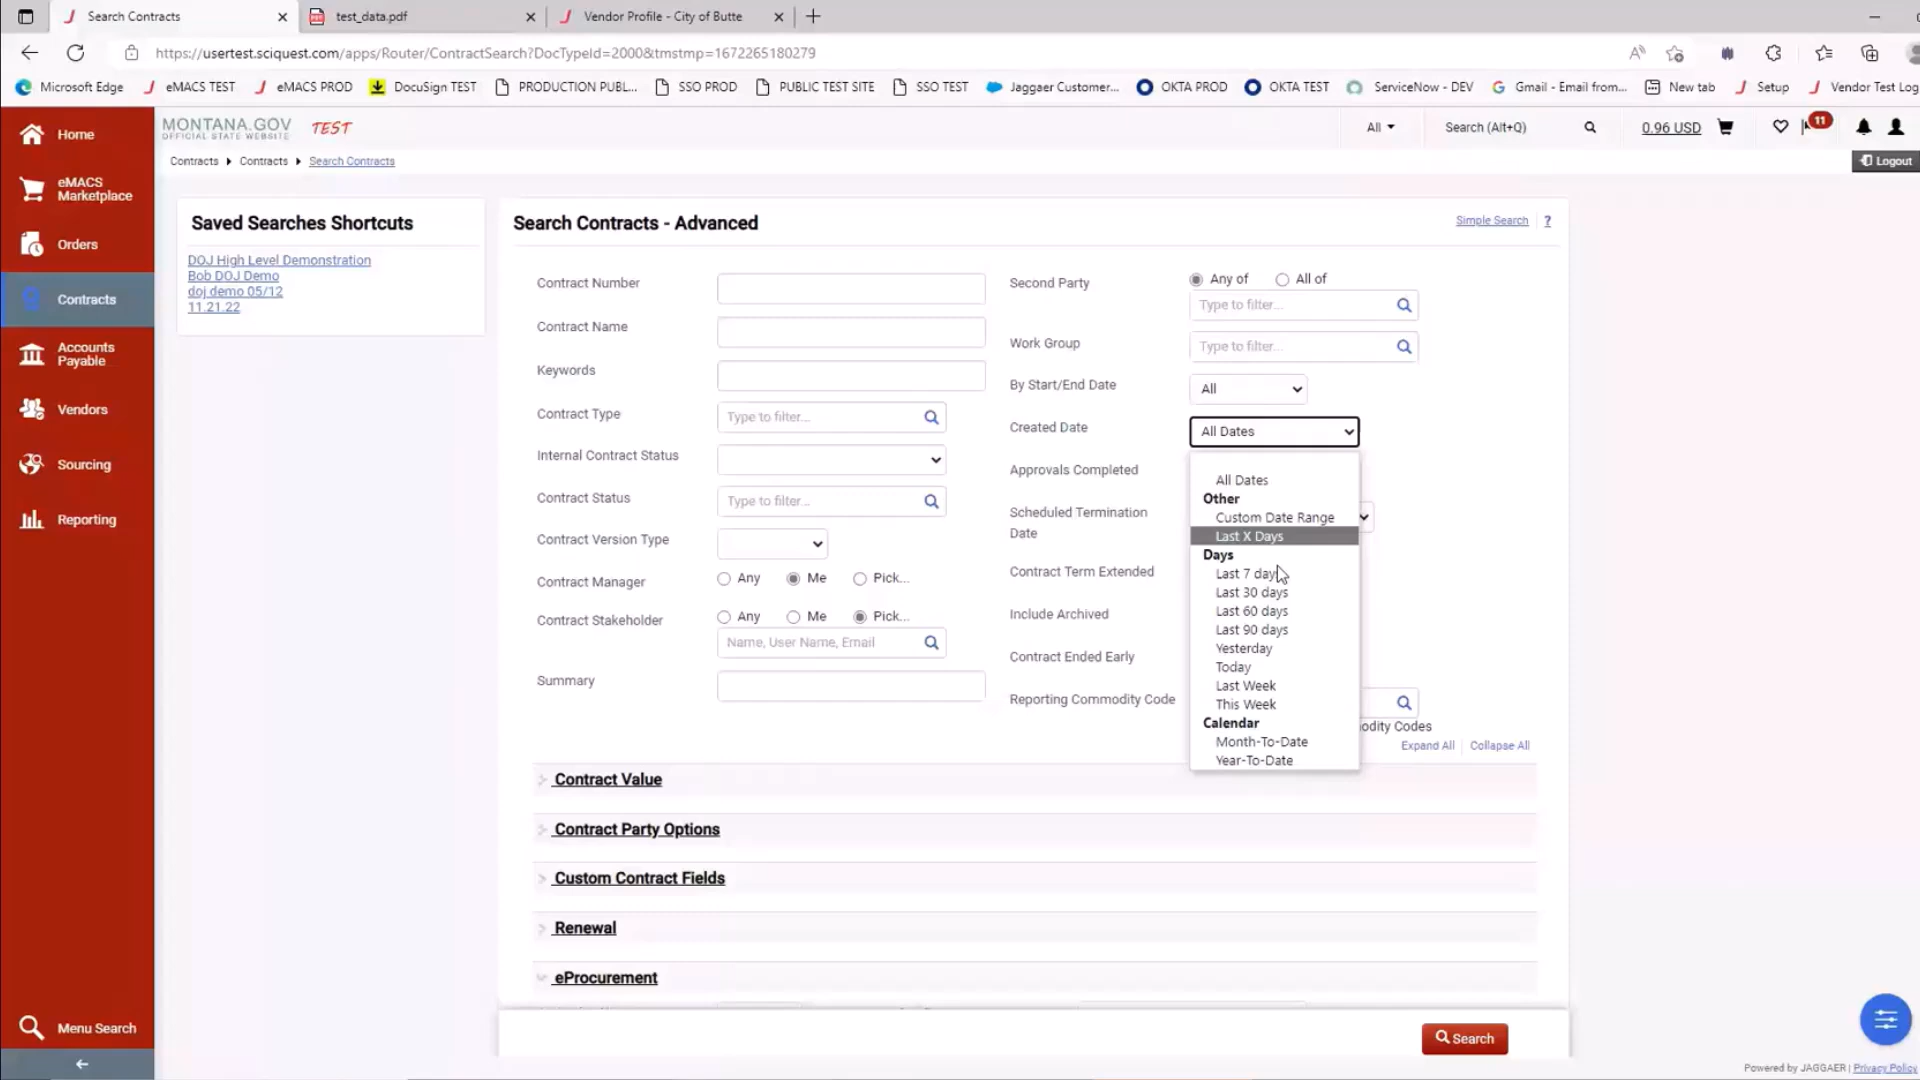 Search Contracts
test_data.pdf
Vendor Profile - City of Butte
https://usertest.sciquest.com/apps/Router/ContractSearch?DocTypeId=2000&tmstmp=1672265180279
Microsoft Edge
eMACS TEST
eMACS PROD
DocuSign TEST
PRODUCTION PUBL...
SSO PROD
PUBLIC TEST SITE
SSO TEST
Jaggaer Customer...
OKTA PROD
OKTA TEST
ServiceNow - DEV
Gmail - Email from...
New tab
Setup
Vendor Test Log
Home
eMACS
Marketplace
Orders
Contracts
Accounts
Payable
Vendors
Sourcing
Reporting
Menu Search
MONTANA.GOV
OFFICIAL STATE WEBSITE
TEST
All
Search (Alt+Q)
0.96 USD
11
Contracts
Contracts
Search Contracts
Logout
Saved Searches Shortcuts
DOJ High Level Demonstration
Bob DOJ Demo
doj demo 05/12
11.21.22
Search Contracts - Advanced
Simple Search
?
Contract Number
Contract Name
Keywords
Contract Type
Type to filter...
Internal Contract Status
Contract Status
Type to filter...
Contract Version Type
Contract Manager
Any
Me
Pick...
Contract Stakeholder
Any
Me
Pick...
Name, User Name, Email
Summary
Second Party
Any of
All of
Type to filter...
Work Group
Type to filter...
By Start/End Date
All
Created Date
All Dates
Approvals Completed
Scheduled Termination
Date
Contract Term Extended
Include Archived
Contract Ended Early
Reporting Commodity Code
All Dates
Other
Custom Date Range
Last X Days
Days
Last 7 days
Last 30 days
Last 60 days
Last 90 days
Yesterday
Today
Last Week
This Week
Calendar
Month-To-Date
Year-To-Date
odity Codes
Expand All
Collapse All
Contract Value
Contract Party Options
Custom Contract Fields
Renewal
eProcurement
Search
Powered by JAGGAER | Privacy Policy